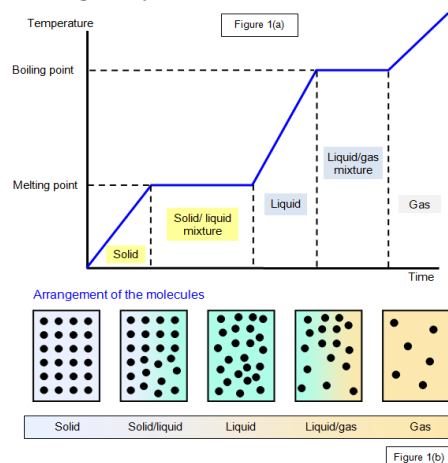 Temperature
Figure 1(a)
Boiling point
Liquid/gas
mixture
Melting point
Solid/ liquid
mixture
Liquid
Gas
Solid
Time
Arrangement of the molecules
Solid
Solid/liquid
Liquid
Liquid/gas
Gas
Figure 1(b)